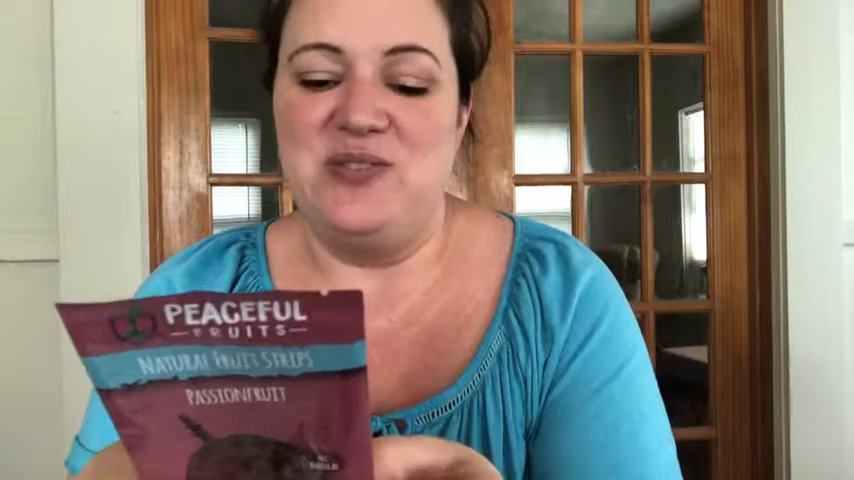 PEACEFUL
FRUITS
NATURAL FRUIT STRIPS
PASSIONFRUIT